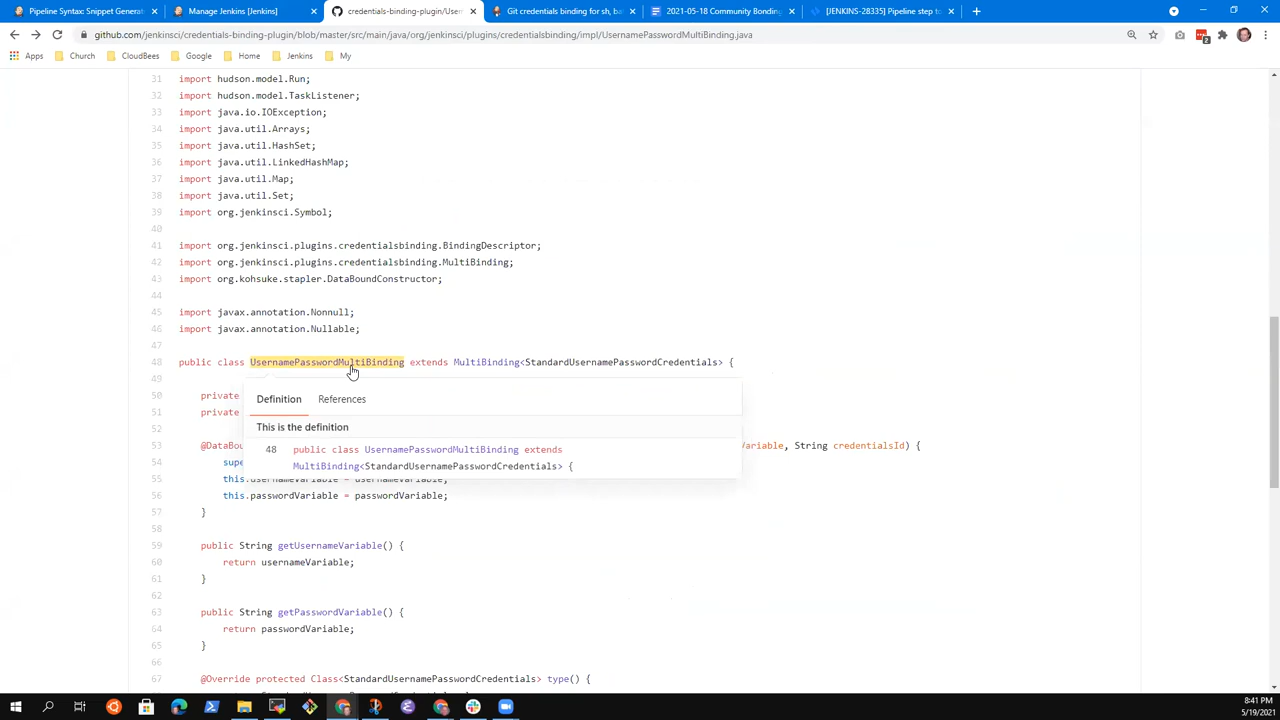 Pipeline Syntax: Snippet Generat
Manage Jenkins [Jenkins]
credentials-binding-plugin/User
Git credentials binding for sh, ba
2021-05-18 Community Bonding
[JENKINS-28335] Pipeline step to
github.com/jenkinsci/credentials-binding-plugin/blob/master/src/main/java/org/jenkinsci/plugins/credentialsbinding/impl/UsernamePasswordMultiBinding.java
2
Apps Church CloudBees Google Home Jenkins My
31 import hudson.model.Run;
32 import hudson.model.TaskListener;
33 import java.io.IOException;
34 import java.util.Arrays;
35 import java.util.HashSet;
36 import java.util.LinkedHashMap;
37 import java.util.Map;
38 import java.util.Set;
39 import org.jenkinsci.Symbol;
40
41 import org.jenkinsci.plugins.credentialsbinding.BindingDescriptor;
42 import org.jenkinsci.plugins.credentialsbinding.MultiBinding;
43 import org.kohsuke.stapler.DataBoundConstructor;
44
45 import javax.annotation.Nonnull;
46 import javax.annotation.Nullable;
47
48 public class UsernamePasswordMultiBinding extends MultiBinding<StandardUsernamePasswordCredentials> {
49
50 private
51 private
52
Definition References
This is the definition
48 public class UsernamePasswordMultiBinding extends
MultiBinding<StandardUsernamePasswordCredentials> {
53 @DataBou ariable, String credentialsId) {
54 supe
55 this.usernameVariable = usernameVariable;
56 this.passwordVariable = passwordVariable;
57 }
58
59 public String getUsernameVariable() {
60 return usernameVariable;
61 }
62
63 public String getPasswordVariable() {
64 return passwordVariable;
65 }
66
67 @Override protected Class<StandardUsernamePasswordCredentials> type() {
8:41 PM
5/19/2021